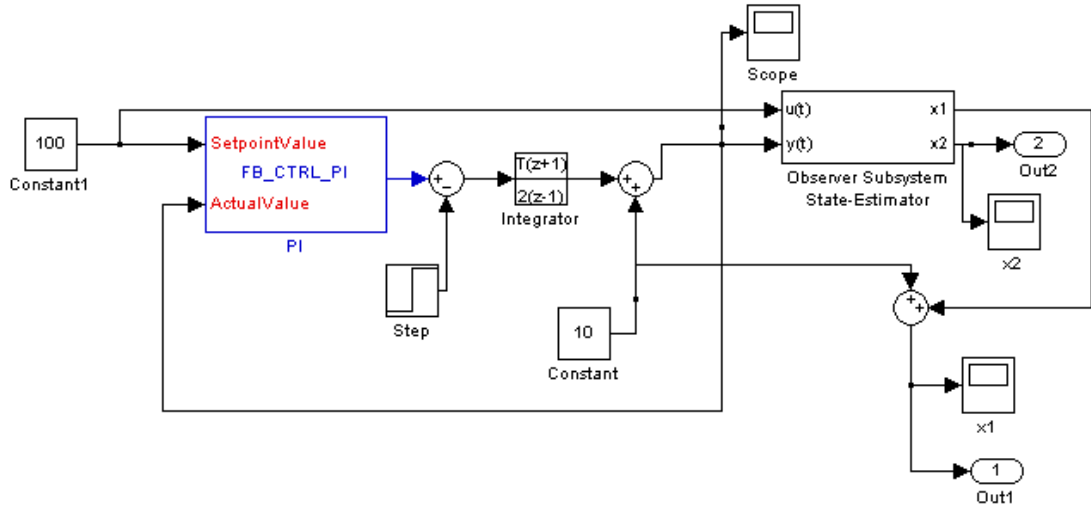 Scope
u(t)
x1
y(t)
x2
Observer Subsystem
State-Estimator
2
Out2
x2
100
Constant1
SetpointValue
FB_CTRL_PI
ActualValue
PI
+
−
T(z+1)
2(z-1)
Integrator
+
+
Step
10
Constant
+
+
x1
1
Out1